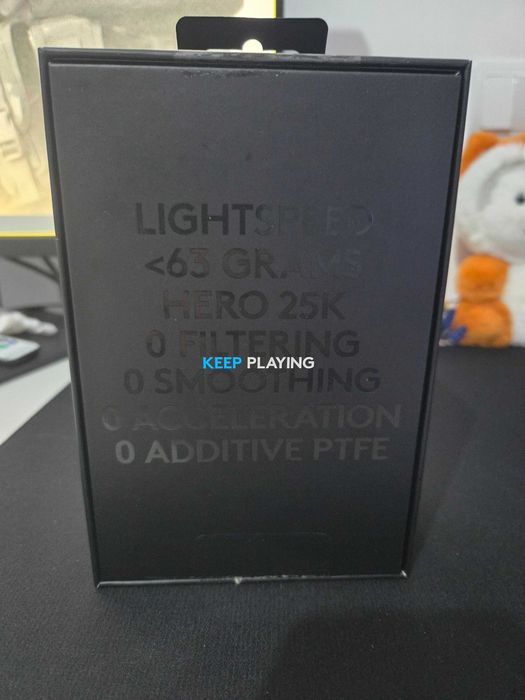 LIGHTSPEED
<63 GRAMS
HERO 25K
0 FILTERING
KEEP PLAYING
0 SMOOTHING
0 ACCELERATION
0 ADDITIVE PTFE